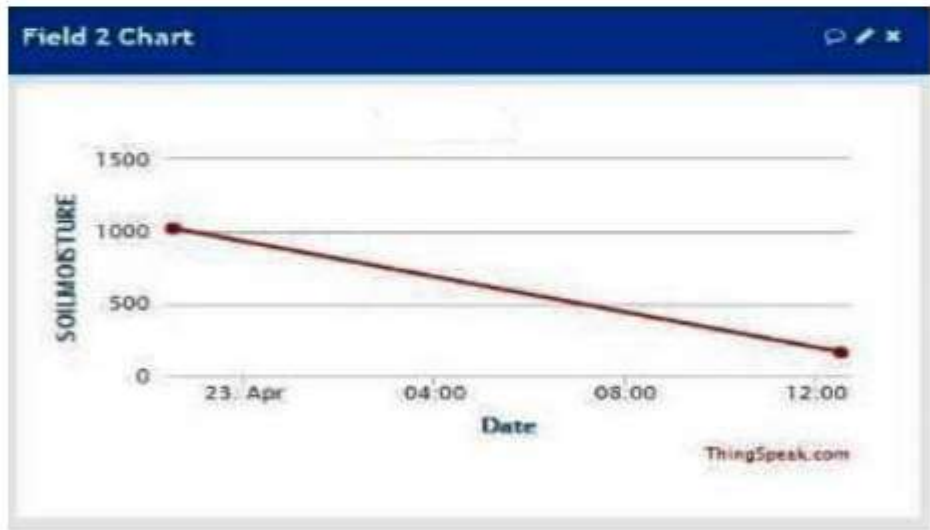 Field 2 Chart
1500
1000
500
0
SOILMOISTURE
23. Apr
04:00
08:00
12:00
Date
ThingSpeak.com